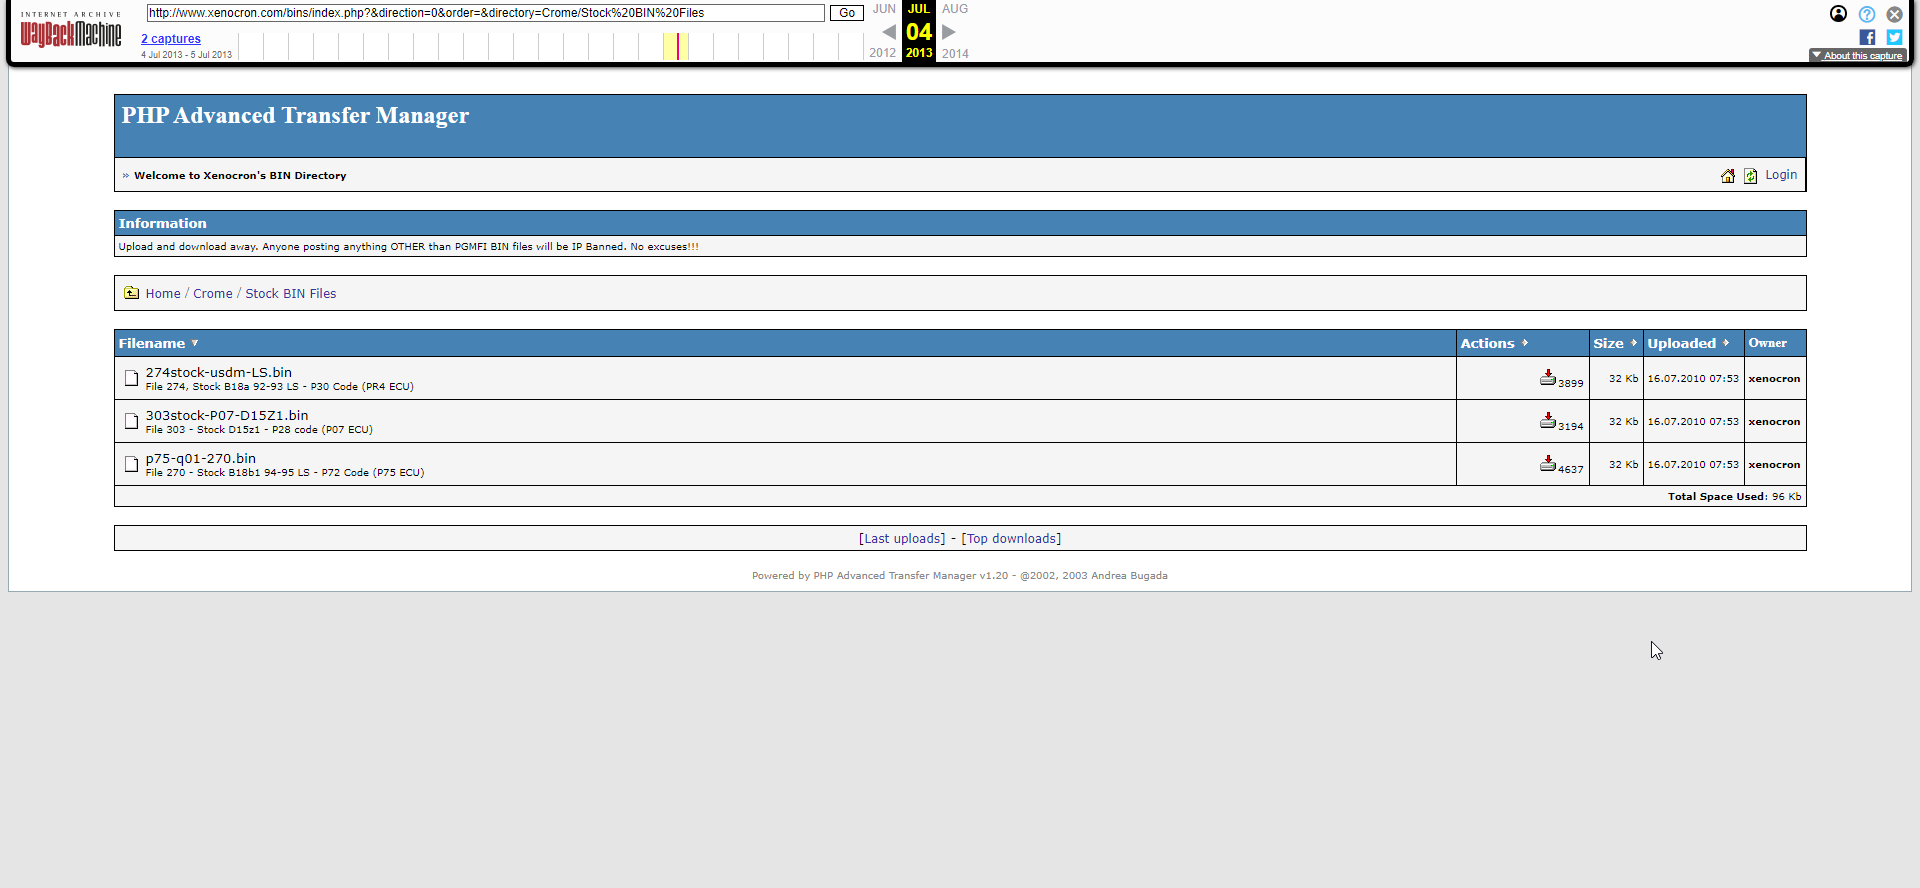 INTERNET ARCHIVE
WayBackMachine
http://www.xenocron.com/bins/index.php?&direction=0&order=&directory=Crome/Stock%20BIN%20Files
Go
JUN JUL AUG
2 captures
04
4 Jul 2013 - 5 Jul 2013
2012 2013 2014
About this capture
PHP Advanced Transfer Manager
» Welcome to Xenocron's BIN Directory
Login
Information
Upload and download away. Anyone posting anything OTHER than PGMFI BIN files will be IP Banned. No excuses!!!
Home / Crome / Stock BIN Files
Filename Actions Size Uploaded Owner
274stock-usdm-LS.bin
File 274, Stock B18a 92-93 LS - P30 Code (PR4 ECU)
3899 32 Kb 16.07.2010 07:53 xenocron
303stock-P07-D15Z1.bin
File 303 - Stock D15z1 - P28 code (P07 ECU)
3194 32 Kb 16.07.2010 07:53 xenocron
p75-q01-270.bin
File 270 - Stock B18b1 94-95 LS - P72 Code (P75 ECU)
4637 32 Kb 16.07.2010 07:53 xenocron
Total Space Used: 96 Kb
[Last uploads] - [Top downloads]
Powered by PHP Advanced Transfer Manager v1.20 - @2002, 2003 Andrea Bugada